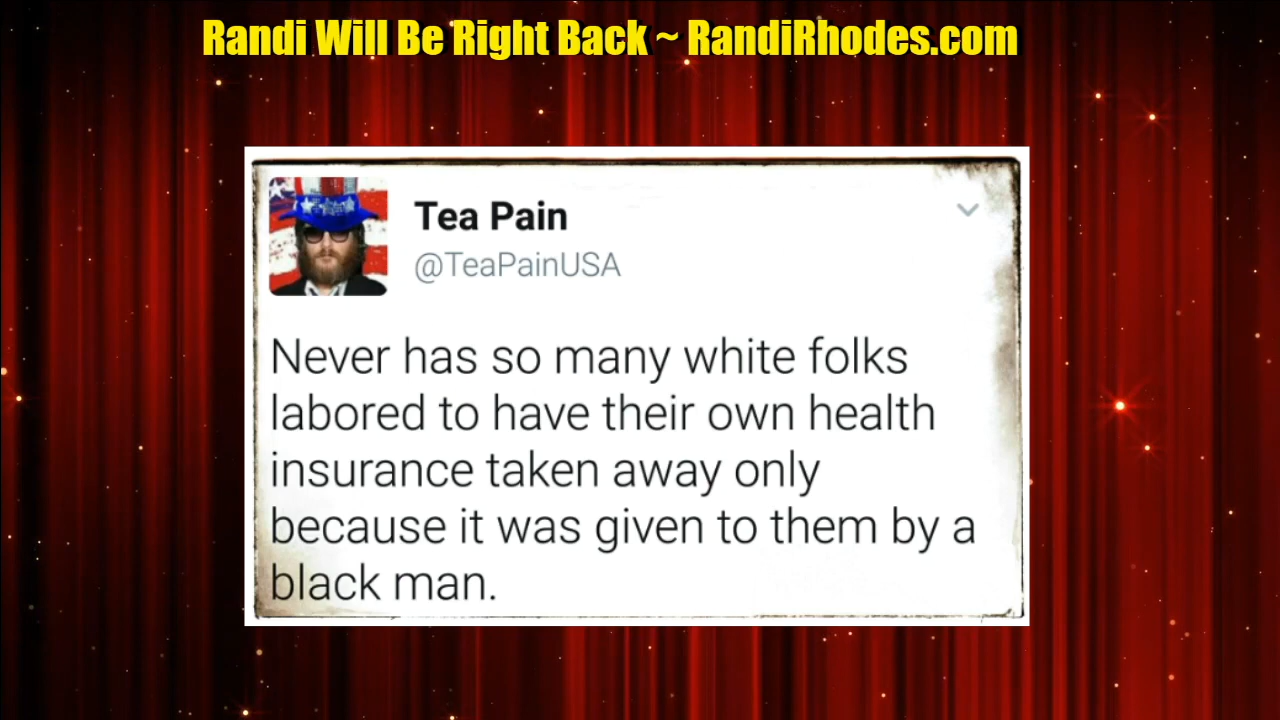 Randi Will Be Right Back ~ RandiRhodes.com
Tea Pain
@TeaPainUSA
Never has so many white folks
labored to have their own health
insurance taken away only
because it was given to them by a
black man.